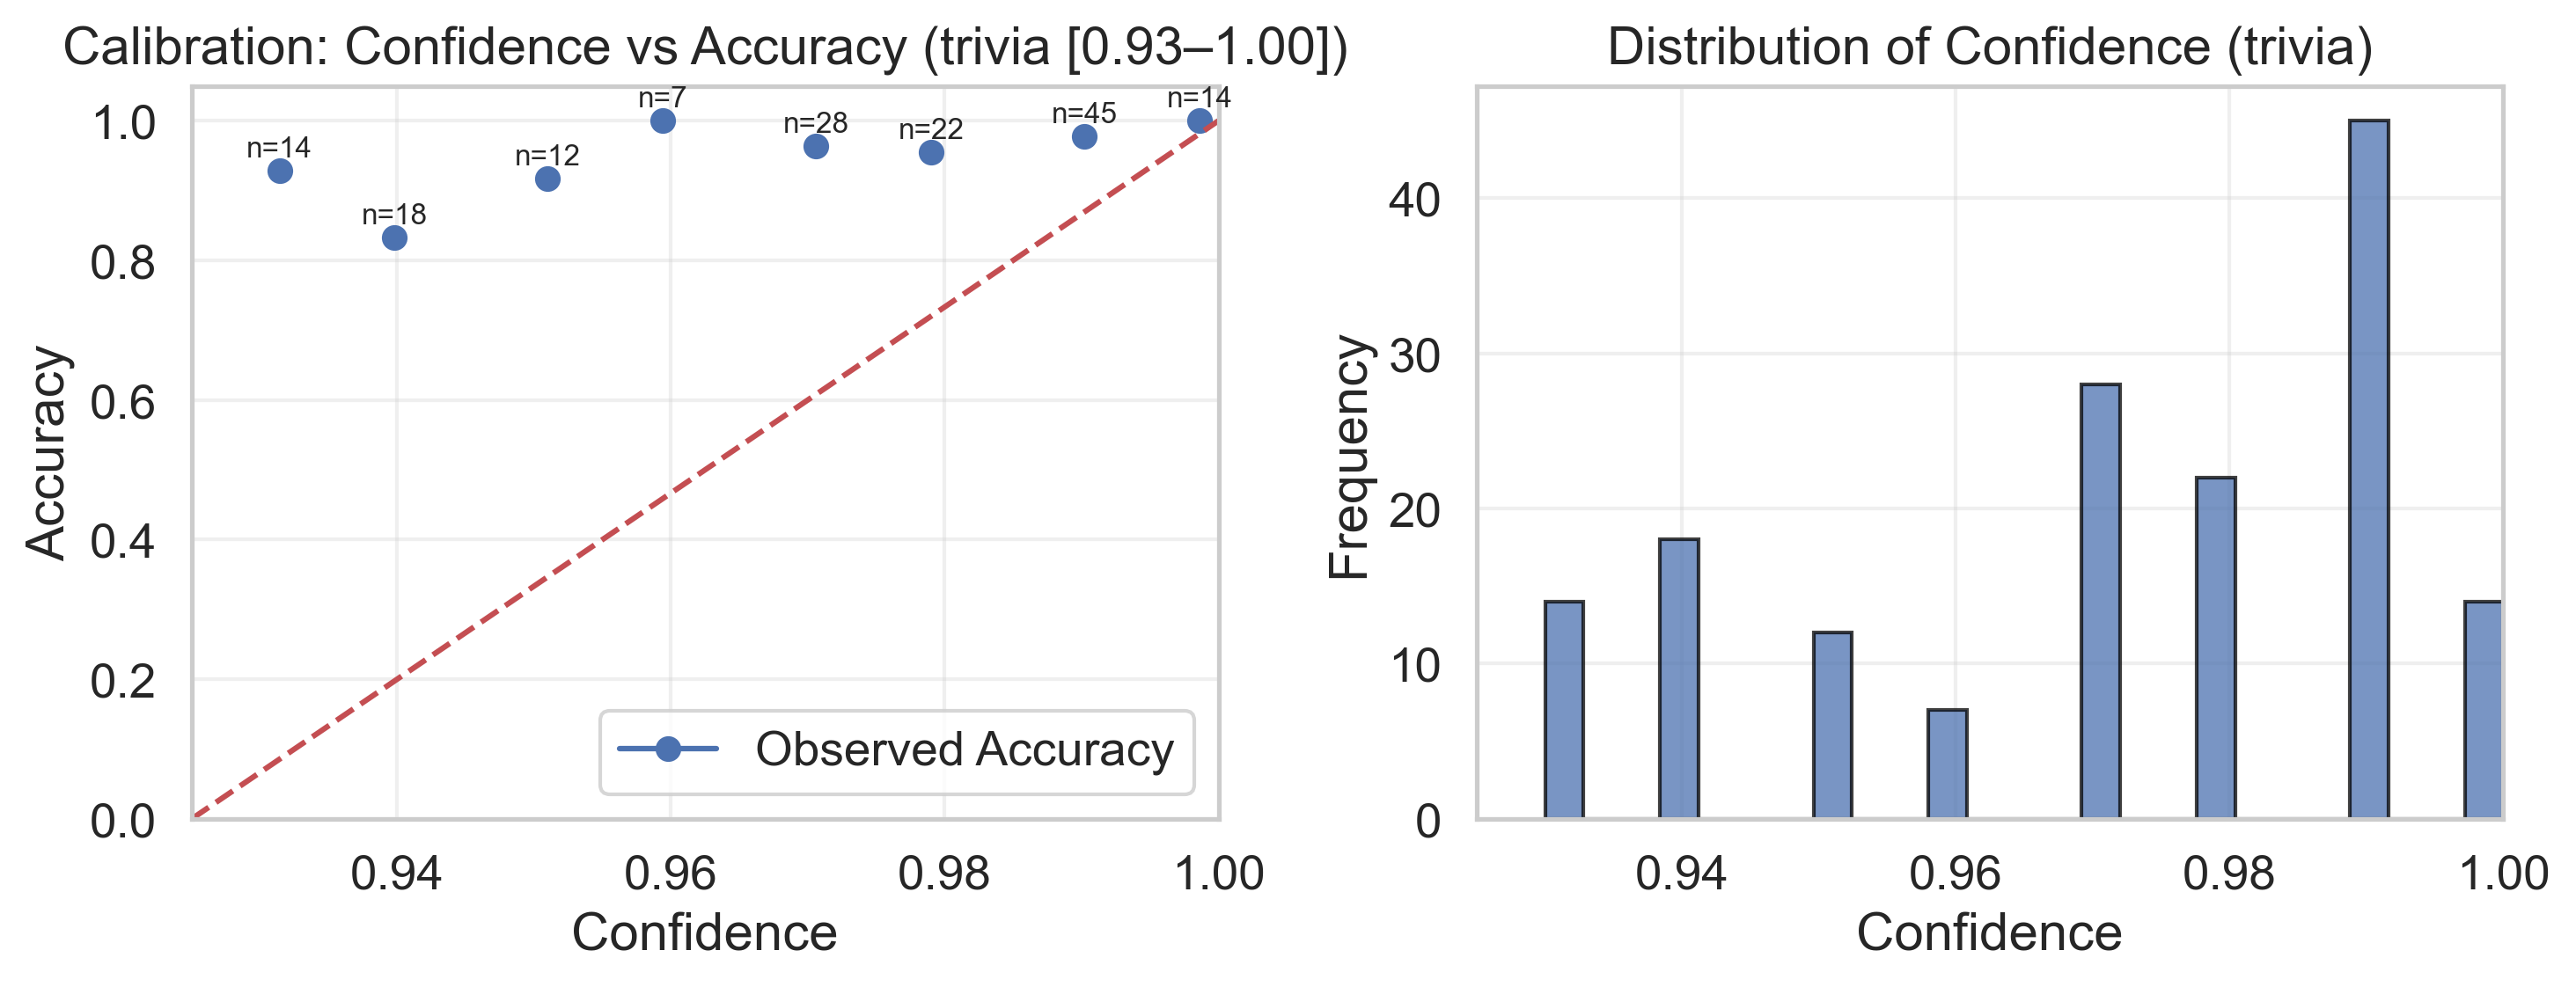 Calibration: Confidence vs Accuracy (trivia [0.93–1.00])
Accuracy
1.0
0.8
0.6
0.4
0.2
0.0
n=14
n=18
n=12
n=7
n=28
n=22
n=45
n=14
Observed Accuracy
0.94
0.96
0.98
1.00
Confidence
Distribution of Confidence (trivia)
Frequency
40
30
20
10
0
0.94
0.96
0.98
1.00
Confidence